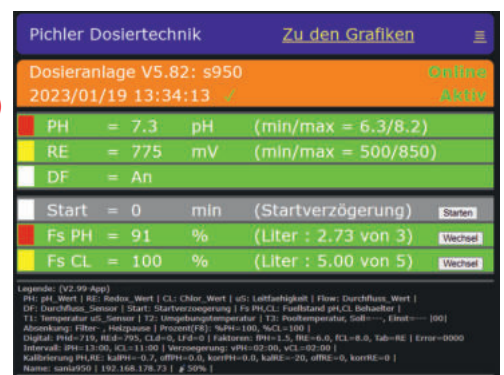 Pichler Dosiertechnik Zu den Grafiken ≡
Dosieranlage V5.82: s950 Online
2023/01/19 13:34:13 ✓ Aktiv
PH = 7.3 pH (min/max = 6.3/8.2)
RE = 775 mV (min/max = 500/850)
DF = An
Start = 0 min (Startverzögerung) Starten
Fs PH = 91 % (Liter : 2.73 von 3) Wechsel
Fs CL = 100 % (Liter : 5.00 von 5) Wechsel
Legende: (V2.99-App)
PH: pH_Wert | RE: Redox_Wert | CL: Chlor_Wert | uS: Leitfaehigkeit | Flow: Durchfluss_Wert |
DF: Durchfluss_Sensor | Start: Startverzoegerung | Fs PH,CL: Fuellstand pH,CL Behaelter |
T1: Temperatur uS_Sensor | T2: Umgebungstemperatur | T3: Pooltemperatur, Soll=---, Einst=--- |00|
Absenkung: Filter- , Heizpause | Prozent(F8): %PH=100, %CL=100 |
Digital: PHd=719, REd=795, CLd=0, LFd=0 | Faktoren: fPH=1.5, fRE=6.0, fCL=8.0, Tab=RE | Error=0000
Intervall: iPH=13:00, iCL=11:00 | Verzoegerung: vPH=02:00, vCL=02:00 |
Kalibrierung PH,RE: kalPH=-0.7, offPH=0.0, korrPH=0.0, kalRE=-20, offRE=0, korrRE=0 |
Name: sania950 | 192.168.178.73 | 50% |